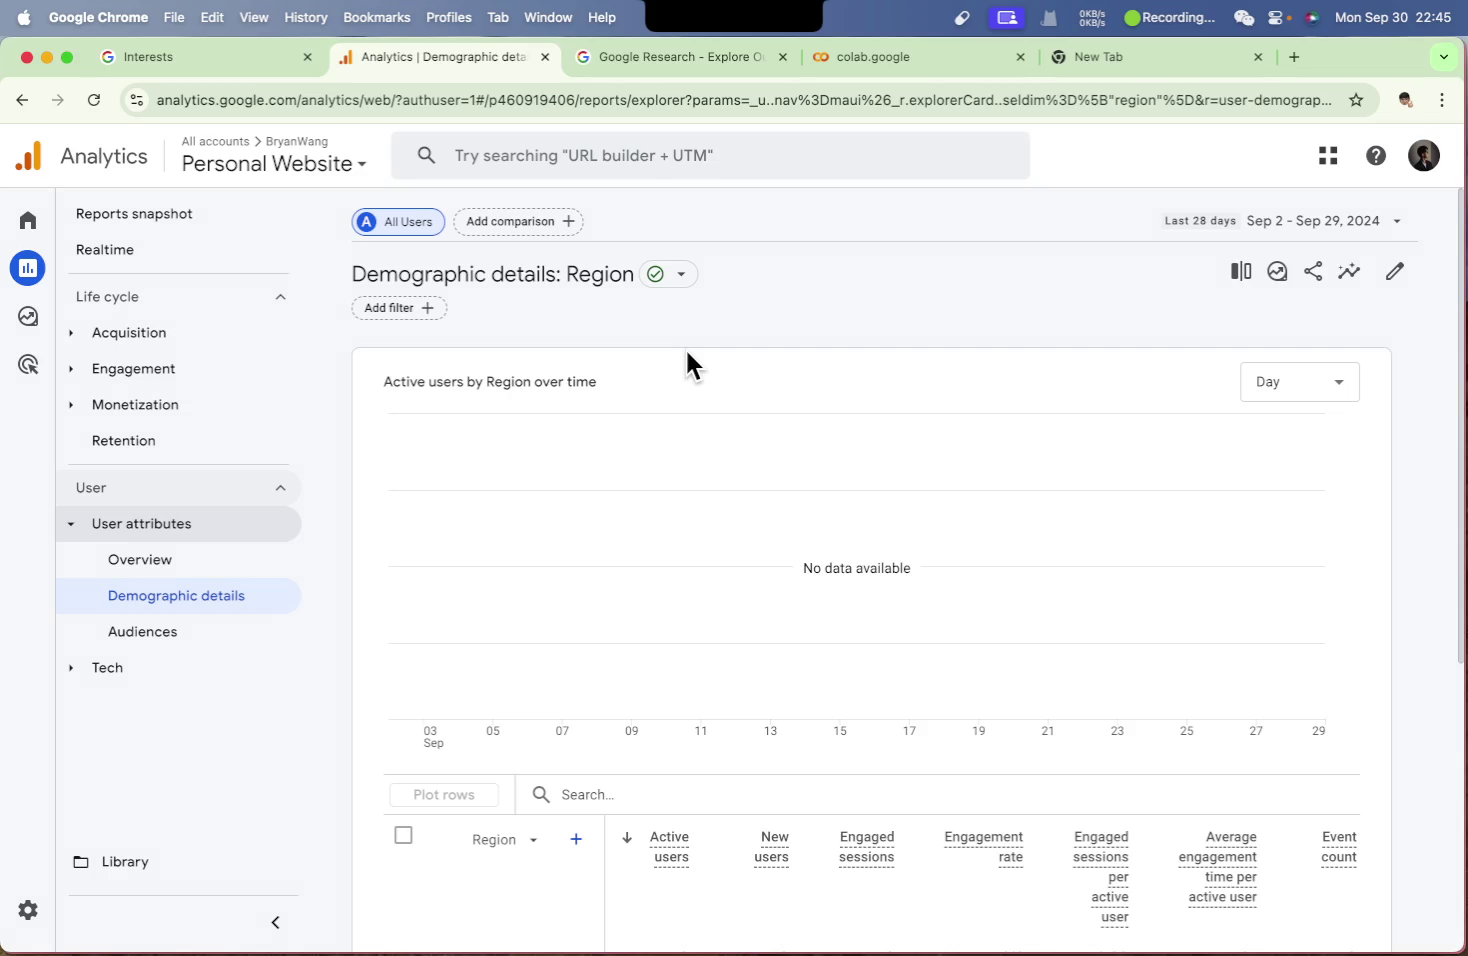 Google Chrome File Edit View History Bookmarks Profiles Tab Window Help 0KB/s 0KB/s Recording... Mon Sep 30 22:45
Interests
Analytics | Demographic deta
Google Research - Explore O
colab.google
New Tab
analytics.google.com/analytics/web/?authuser=1#/p460919406/reports/explorer?params=_u..nav%3Dmaui%26_r.explorerCard..seldim%3D%5B"region"%5D&r=user-demograp...
Analytics
All accounts > BryanWang
Personal Website
Try searching "URL builder + UTM"
Reports snapshot
Realtime
Life cycle
Acquisition
Engagement
Monetization
Retention
User
User attributes
Overview
Demographic details
Audiences
Tech
Library
A All Users
Add comparison +
Last 28 days Sep 2 - Sep 29, 2024
Demographic details: Region
Add filter +
Active users by Region over time
Day
No data available
03 05 07 09 11 13 15 17 19 21 23 25 27 29
Sep
Plot rows
Search...
Region
+
Active
users
New
users
Engaged
sessions
Engagement
rate
Engaged
sessions
per
active
user
Average
engagement
time per
active user
Event
count